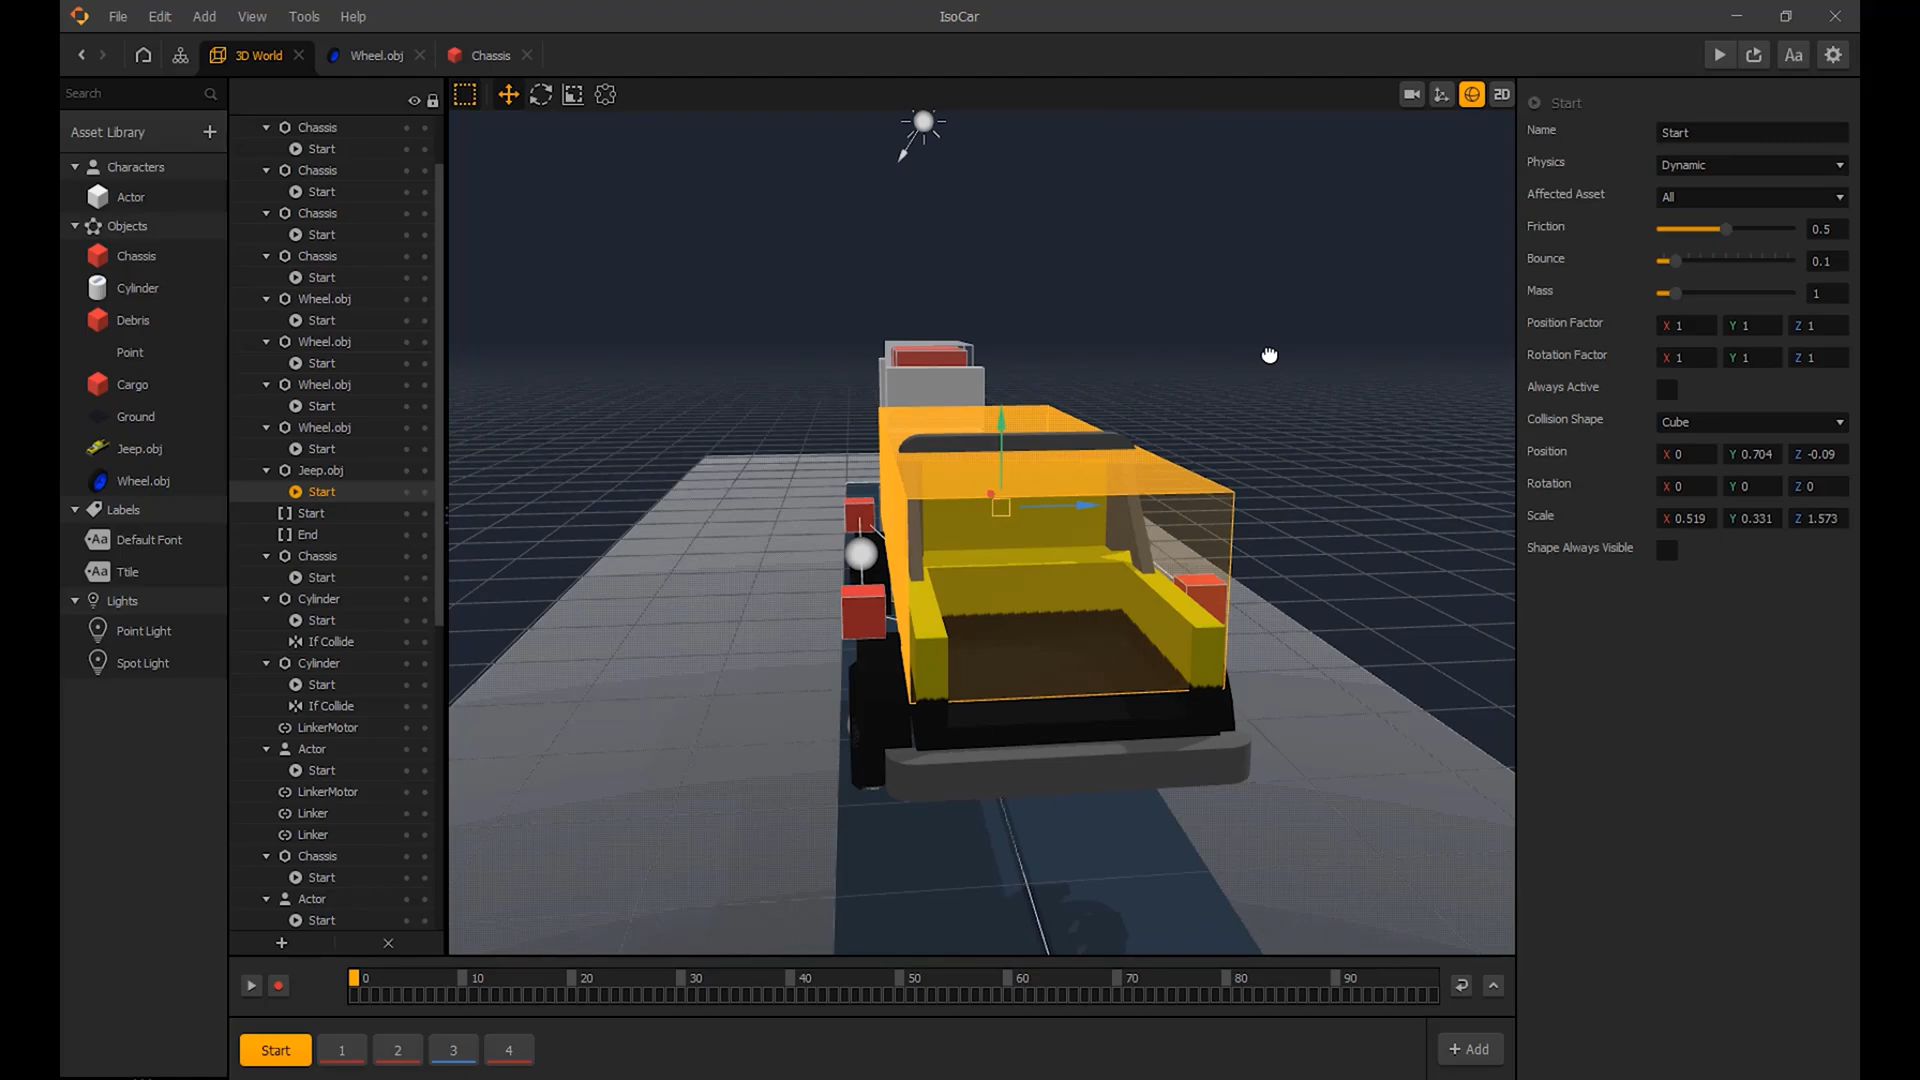 File Edit View Add Tools Help
IsoCar
3D World
Wheel.obj
Chassis
Aa
Search
Asset Library
Characters
Actor
Objects
Chassis
Cylinder
Debris
Point
Cargo
Ground
Jeep.obj
Wheel.obj
Labels
Aa Default Font
Aa Ttile
Lights
Point Light
Spot Light
Chassis
Start
Chassis
Start
Chassis
Start
Chassis
Start
Wheel.obj
Start
Wheel.obj
Start
Wheel.obj
Start
Wheel.obj
Start
Jeep.obj
Start
[ ] Start
[ ] End
Chassis
Start
Cylinder
Start
If Collide
Cylinder
Start
If Collide
LinkerMotor
Actor
Start
LinkerMotor
Linker
Linker
Chassis
Start
Actor
Start
2D
Start
Name Start
Physics Dynamic
Affected Asset All
Friction 0.5
Bounce 0.1
Mass 1
Position Factor X 1 Y 1 Z 1
Rotation Factor X 1 Y 1 Z 1
Always Active
Collision Shape Cube
Position X 0 Y 0.704 Z -0.09
Rotation X 0 Y 0 Z 0
Scale X 0.519 Y 0.331 Z 1.573
Shape Always Visible
0 10 20 30 40 50 60 70 80 90
Start 1 2 3 4
+ Add